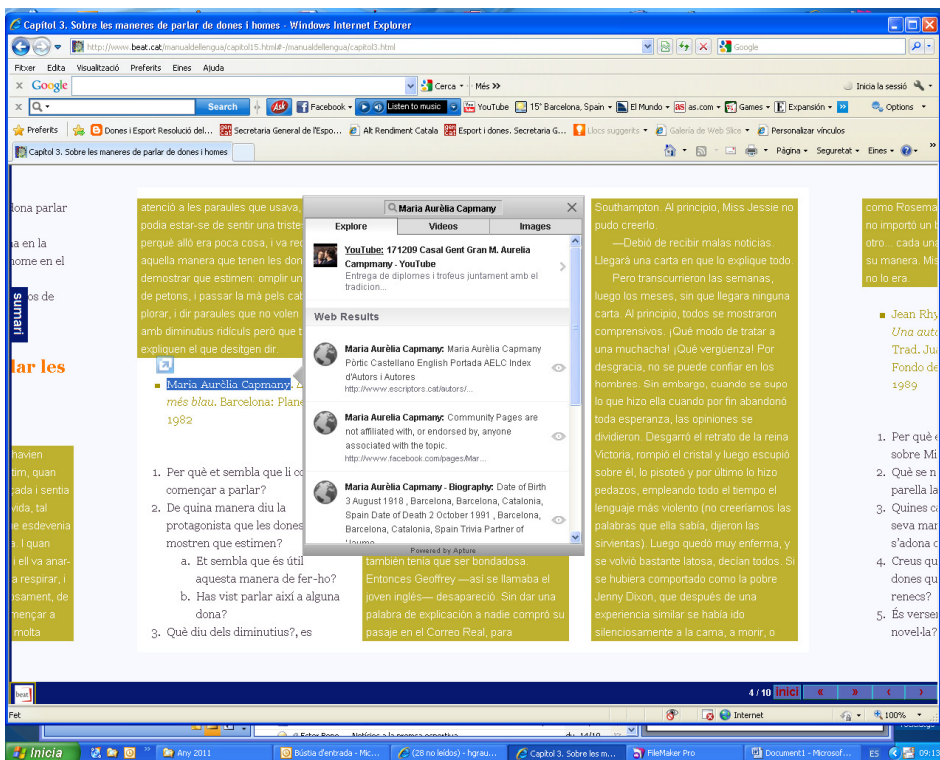 Capítol 3. Sobre les maneres de parlar de dones i homes - Windows Internet Explorer
http://www.beat.cat/manualdellengua/capitol15.html#-/manualdellengua/capitol3.html
Google
Fitxer Edita Visualització Preferits Eines Ajuda
Google Cerca Més >> Inicia la sessió
Search Facebook Listen to music YouTube 15° Barcelona, Spain El Mundo as.com Games Expansión Options
Preferits Dones i Esport Resolució del... Secretaria General de l'Espo... Alt Rendiment Catala Esport i dones. Secretaria G... Llocs suggerits Galeria de Web Slice Personalizar vínculos
Capítol 3. Sobre les maneres de parlar de dones i homes
Página Seguretat Eines
dona parlar
na en la
home en el
os de
sumari
lar les
havien
tim, quan
ada i sentia
vida, tal
e esdevenia
a. I quan
i ell va anar-
a respirar, i
osament, de
mençar a
molta
atenció a les paraules que usava,
podia estar-se de sentir una triste
perquè allò era poca cosa, i va re
aquella manera que tenen les don
demostrar que estimen: omplir un
de petons, i passar la mà pels cat
plorar, i dir paraules que no volen
amb diminutius ridículs però que t
expliquen el que desitgen dir.
Maria Aurèlia Capmany.
més blau. Barcelona: Plane
1982
1. Per què et sembla que li co
començar a parlar?
2. De quina manera diu la
protagonista que les dones
mostren que estimen?
a. Et sembla que és útil
aquesta manera de fer-ho?
b. Has vist parlar així a alguna
dona?
3. Què diu dels diminutius?, es
Maria Aurèlia Capmany
Explore Videos Images
YouTube: 171209 Casal Gent Gran M. Aurelia
Campmany - YouTube
Entrega de diplomes i trofeus juntament amb el
tradicion...
Web Results
Maria Aurèlia Capmany: Maria Aurèlia Capmany
Pòrtic Castellano English Portada AELC Index
d'Autors i Autores
http://www.escriptors.cat/autors/...
Maria Aurelia Capmany: Community Pages are
not affiliated with, or endorsed by, anyone
associated with the topic.
http://www.facebook.com/pages/Mar...
Maria Aurelia Capmany - Biography: Date of Birth
3 August 1918 , Barcelona, Barcelona, Catalonia,
Spain Date of Death 2 October 1991 , Barcelona,
Barcelona, Catalonia, Spain Trivia Partner of
Powered by Apture
también tenía que ser bondadosa.
Entonces Geoffrey —así se llamaba el
joven inglés— desapareció. Sin dar una
palabra de explicación a nadie compró su
pasaje en el Correo Real, para
Southampton. Al principio, Miss Jessie no
pudo creerlo.
—Debió de recibir malas noticias.
Llegará una carta en que lo explique todo.
Pero transcurrieron las semanas,
luego los meses, sin que llegara ninguna
carta. Al principio, todos se mostraron
comprensivos. ¡Qué modo de tratar a
una muchacha! ¡Qué vergüenza! Por
desgracia, no se puede confiar en los
hombres. Sin embargo, cuando se supo
lo que hizo ella cuando por fin abandonó
toda esperanza, las opiniones se
dividieron. Desgarró el retrato de la reina
Victoria, rompió el cristal y luego escupió
sobre él, lo pisoteó y por último lo hizo
pedazos, empleando todo el tiempo el
lenguaje más violento (no creeríamos las
palabras que ella sabía, dijeron las
sirvientas). Luego quedó muy enferma, y
se volvió bastante latosa, decían todos. Si
se hubiera comportado como la pobre
Jenny Dixon, que después de una
experiencia similar se había ido
silenciosamente a la cama, a morir, o
como Rosema
no importó un
otro... cada un
su manera. Mis
no lo era.
Jean Rhy
Una auto
Trad. Jua
Fondo de
1989
1. Per què e
sobre Mi
2. Què se n
parella la
3. Quines c
seva mar
s'adona c
4. Creus qu
dones qu
renecs?
5. És verse
novel·la?
beat
4 / 10 inici « » ‹ ›
Fet Internet 100%
Inicia Any 2011 Bústia d'entrada - Mic... (28 no leídos) - hgrau... Capítol 3. Sobre les m... FileMaker Pro Document1 - Microsof... ES 09:13